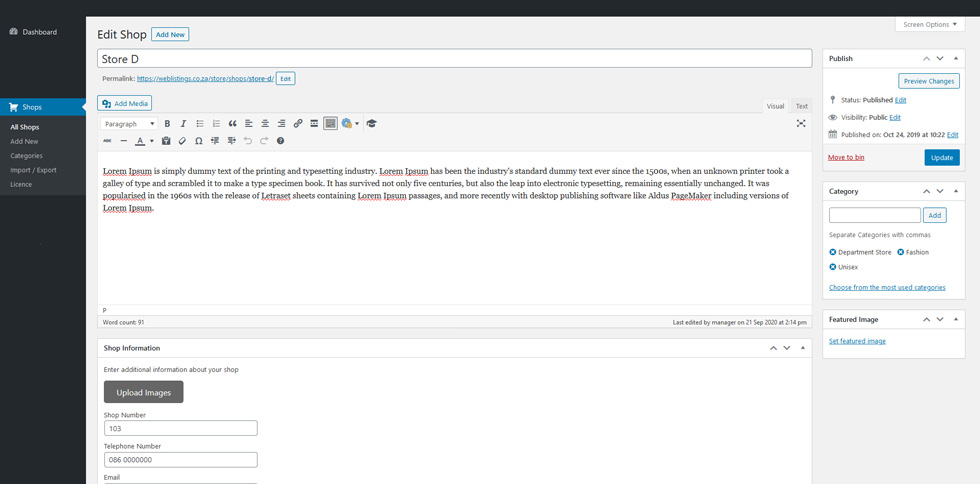 Screen Options
Dashboard
Shops
All Shops
Add New
Categories
Import / Export
Licence
Edit Shop
Add New
Store D
Permalink: https://weblistings.co.za/store/shops/store-d/ Edit
Add Media
Visual Text
Paragraph
Lorem Ipsum is simply dummy text of the printing and typesetting industry. Lorem Ipsum has been the industry's standard dummy text ever since the 1500s, when an unknown printer took a
galley of type and scrambled it to make a type specimen book. It has survived not only five centuries, but also the leap into electronic typesetting, remaining essentially unchanged. It was
popularised in the 1960s with the release of Letraset sheets containing Lorem Ipsum passages, and more recently with desktop publishing software like Aldus PageMaker including versions of
Lorem Ipsum.
P
Word count: 91
Last edited by manager on 21 Sep 2020 at 2:14 pm
Shop Information
Enter additional information about your shop
Upload Images
Shop Number
103
Telephone Number
086 0000000
Email
Publish
Preview Changes
Status: Published Edit
Visibility: Public Edit
Published on: Oct 24, 2019 at 10:22 Edit
Move to bin
Update
Category
Add
Separate Categories with commas
Department Store
Fashion
Unisex
Choose from the most used categories
Featured Image
Set featured image